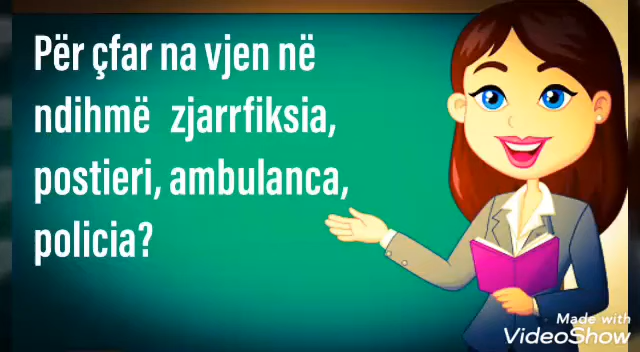 Për çfar na vjen në
ndihmë zjarrfiksia,
postieri, ambulanca,
policia?
Made with
VideoShow